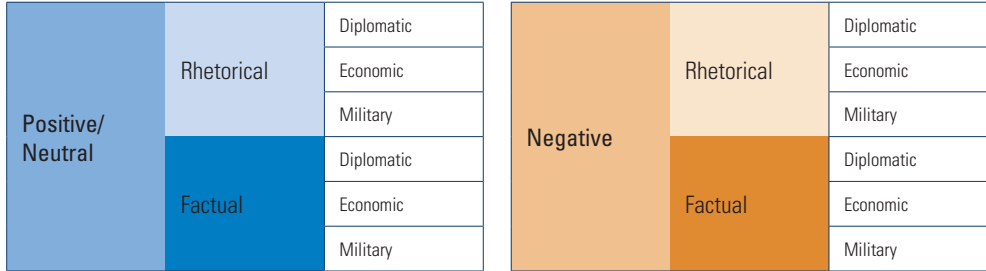 Positive/
Neutral
Rhetorical
Diplomatic
Economic
Military
Factual
Diplomatic
Economic
Military
Negative
Rhetorical
Diplomatic
Economic
Military
Factual
Diplomatic
Economic
Military